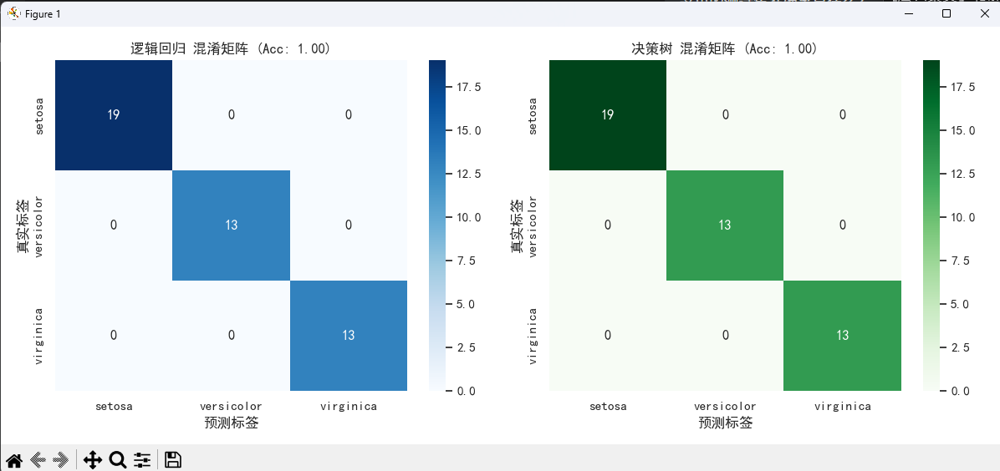 Figure 1
逻辑回归 混淆矩阵 (Acc: 1.00)
真实标签
setosa
versicolor
virginica
19 0 0
0 13 0
0 0 13
setosa versicolor virginica
预测标签
17.5
15.0
12.5
10.0
7.5
5.0
2.5
0.0
决策树 混淆矩阵 (Acc: 1.00)
真实标签
setosa
versicolor
virginica
19 0 0
0 13 0
0 0 13
setosa versicolor virginica
预测标签
17.5
15.0
12.5
10.0
7.5
5.0
2.5
0.0